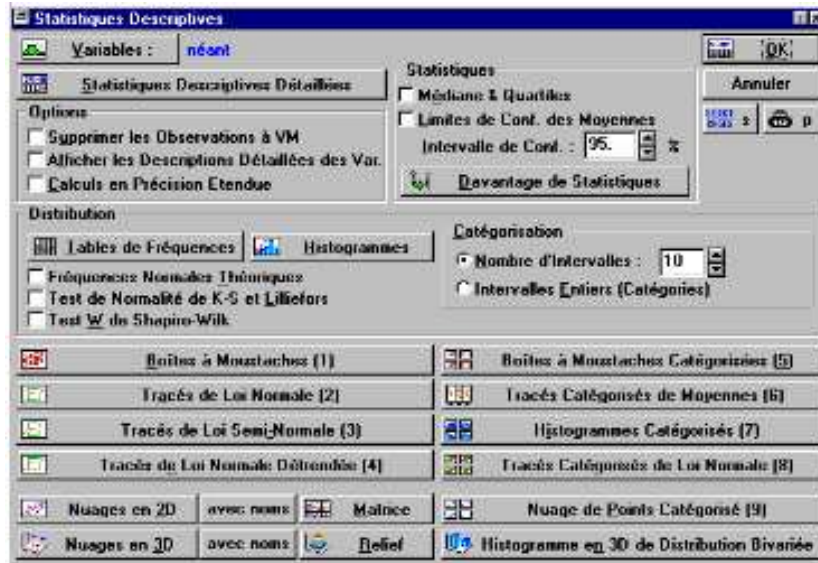 Statistiques Descriptives
Variables : néant
OK
Statistiques Descriptives Détaillées
Annuler
Options
Supprimer les Observations à VM
Afficher les Descriptions Détaillées des Var.
Calculs en Précision Etendue
Statistiques
Médiane & Quartiles
Limites de Conf. des Moyennes
Intervalle de Conf. : 95. %
Davantage de Statistiques
S
D
Distribution
Tables de Fréquences
Histogrammes
Fréquences Normales Théoriques
Test de Normalité de K-S et Lilliefors
Test W de Shapiro-Wilk
Catégorisation
Nombre d'Intervalles : 10
Intervalles Entiers (Catégories)
Boîtes à Moustaches (1)
Boîtes à Moustaches Catégorisées (5)
Tracés de Loi Normale (2)
Tracés Catégorisés de Moyennes (6)
Tracés de Loi Semi-Normale (3)
Histogrammes Catégorisés (7)
Tracés de Loi Normale Détrendée (4)
Tracés Catégorisés de Loi Normale (8)
Nuages en 2D
avec noms
Matrice
Nuage de Points Catégorisé (9)
Nuages en 3D
avec noms
Relief
Histogramme en 3D de Distribution Bivariée